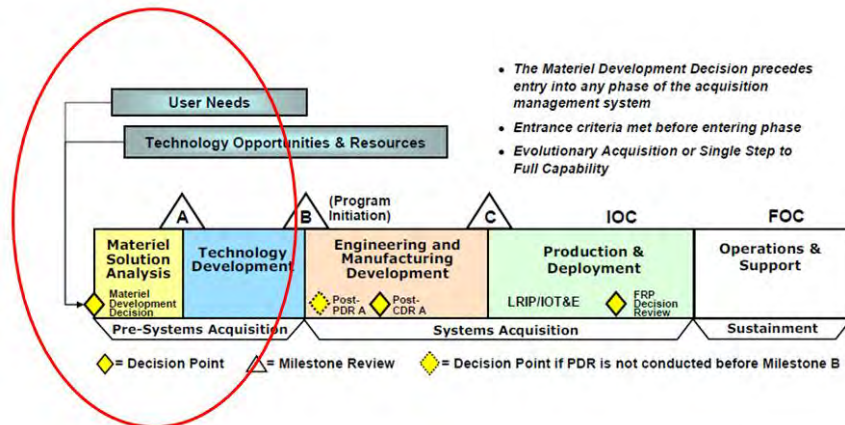 • The Materiel Development Decision precedes
entry into any phase of the acquisition
management system
• Entrance criteria met before entering phase
• Evolutionary Acquisition or Single Step to
Full Capability
User Needs
Technology Opportunities & Resources
A
B
(Program
Initiation)
C
IOC
FOC
Materiel
Solution
Analysis
Technology
Development
Engineering and
Manufacturing
Development
Production &
Deployment
Operations &
Support
Materiel
Development
Decision
Post-
PDR A
Post-
CDR A
LRIP/IOT&E
FRP
Decision
Review
Pre-Systems Acquisition
Systems Acquisition
Sustainment
= Decision Point
= Milestone Review
= Decision Point if PDR is not conducted before Milestone B